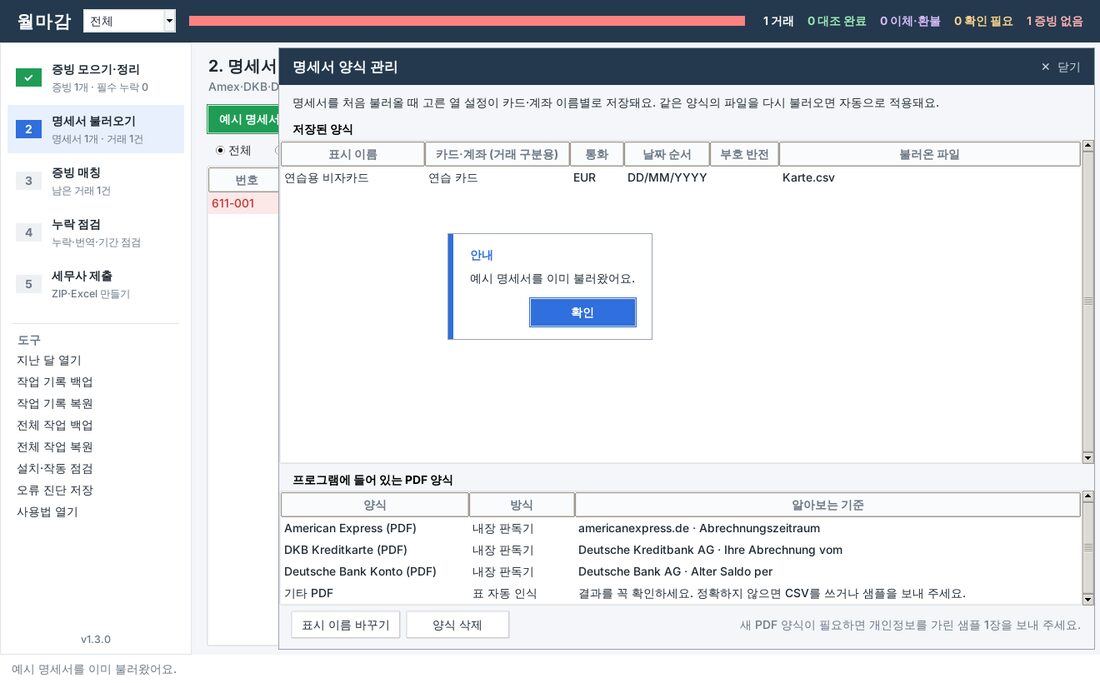 월마감 전체 1 거래 0 대조 완료 0 이체·환불 0 확인 필요 1 증빙 없음
증빙 모으기·정리
증빙 1개 · 필수 누락 0
2 명세서 불러오기
명세서 1개 · 거래 1건
3 증빙 매칭
남은 거래 1건
4 누락 점검
누락·번역·기간 점검
5 세무사 제출
ZIP·Excel 만들기
도구
지난 달 열기
작업 기록 백업
작업 기록 복원
전체 작업 백업
전체 작업 복원
설치·작동 점검
오류 진단 저장
사용법 열기
v1.3.0
2. 명세서
Amex·DKB·D
예시 명세서
전체
번호
611-001
명세서 양식 관리 × 닫기
명세서를 처음 불러올 때 고른 열 설정이 카드·계좌 이름별로 저장돼요. 같은 양식의 파일을 다시 불러오면 자동으로 적용돼요.
저장된 양식
표시 이름 카드·계좌 (거래 구분용) 통화 날짜 순서 부호 반전 불러온 파일
연습용 비자카드 연습 카드 EUR DD/MM/YYYY Karte.csv
안내
예시 명세서를 이미 불러왔어요.
확인
프로그램에 들어 있는 PDF 양식
양식 방식 알아보는 기준
American Express (PDF) 내장 판독기 americanexpress.de · Abrechnungszeitraum
DKB Kreditkarte (PDF) 내장 판독기 Deutsche Kreditbank AG · Ihre Abrechnung vom
Deutsche Bank Konto (PDF) 내장 판독기 Deutsche Bank AG · Alter Saldo per
기타 PDF 표 자동 인식 결과를 꼭 확인하세요. 정확하지 않으면 CSV를 쓰거나 샘플을 보내 주세요.
표시 이름 바꾸기 양식 삭제 새 PDF 양식이 필요하면 개인정보를 가린 샘플 1장을 보내 주세요.
예시 명세서를 이미 불러왔어요.